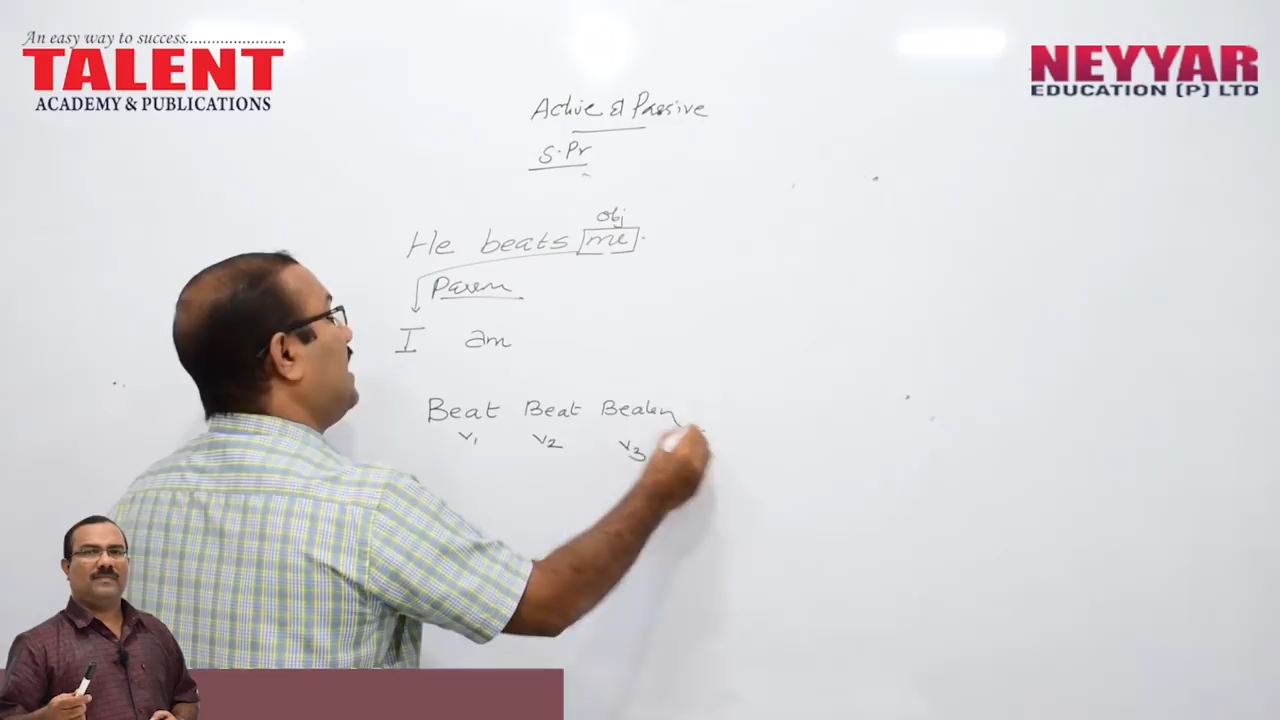 An easy way to success.......................
TALENT
ACADEMY & PUBLICATIONS
NEYYAR
EDUCATION (P) LTD
Active & Passive
S.Pr
obj
He beats me.
I am
Beat Beat Beaten
V1 V2 V3